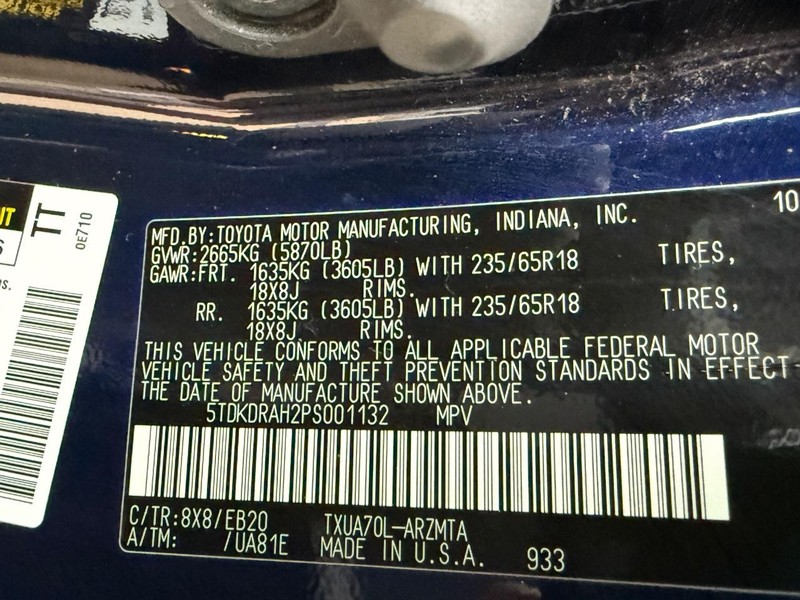 TT
0E710
10
MFD.BY:TOYOTA MOTOR MANUFACTURING, INDIANA, INC.
GVWR:2665KG (5870LB)
GAWR:FRT. 1635KG (3605LB) WITH 235/65R18 TIRES,
18X8J RIMS.
RR. 1635KG (3605LB) WITH 235/65R18 TIRES,
18X8J RIMS.
THIS VEHICLE CONFORMS TO ALL APPLICABLE FEDERAL MOTOR
VEHICLE SAFETY AND THEFT PREVENTION STANDARDS IN EFFECT
THE DATE OF MANUFACTURE SHOWN ABOVE.
5TDKDRAH2PS001132 MPV
C/TR:8X8/EB20 TXUA70L-ARZMTA
A/TM: /UA81E MADE IN U.S.A. 933